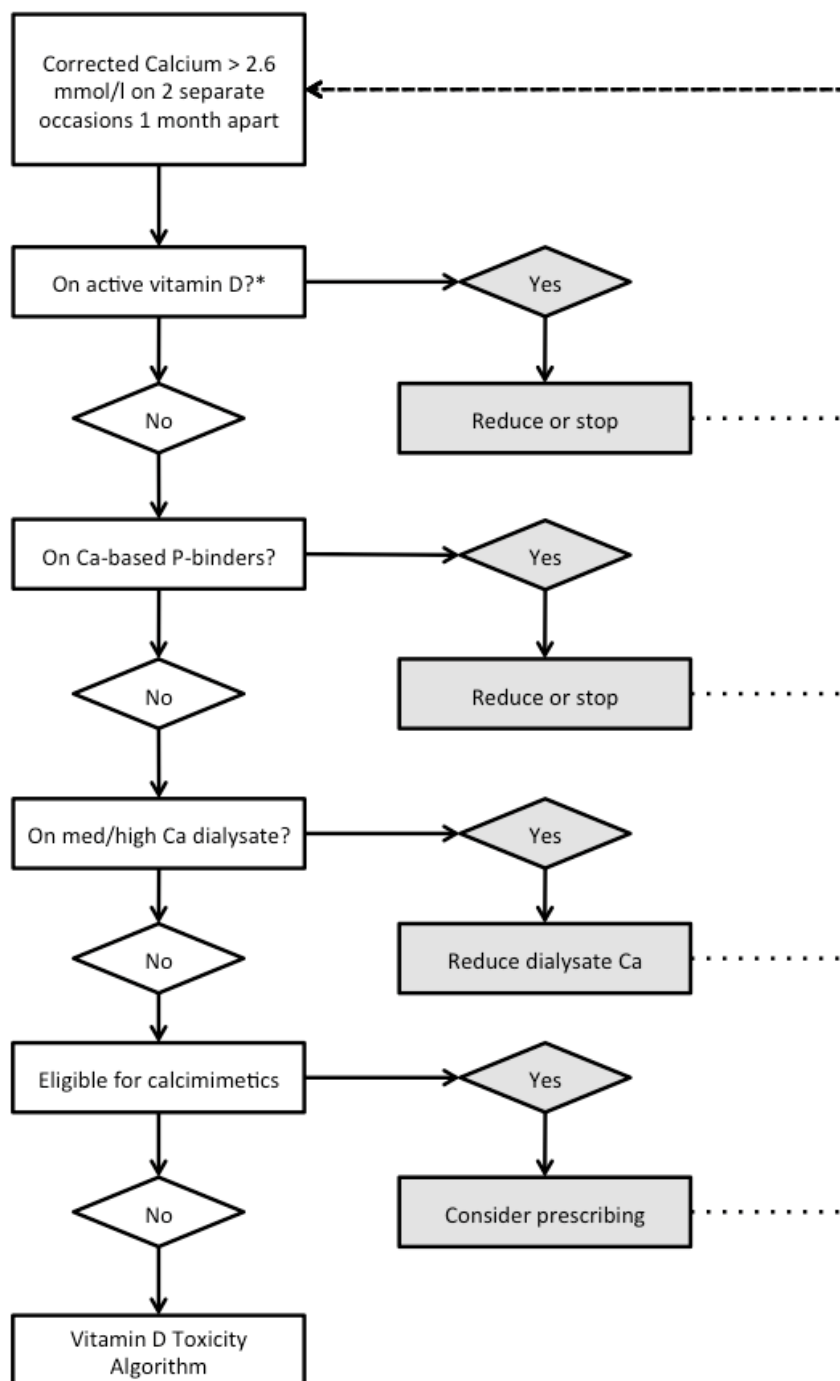 Corrected Calcium > 2.6
mmol/l on 2 separate
occasions 1 month apart
On active vitamin D?*
Yes
No
Reduce or stop
On Ca-based P-binders?
Yes
No
Reduce or stop
On med/high Ca dialysate?
Yes
No
Reduce dialysate Ca
Eligible for calcimimetics
Yes
No
Consider prescribing
Vitamin D Toxicity
Algorithm